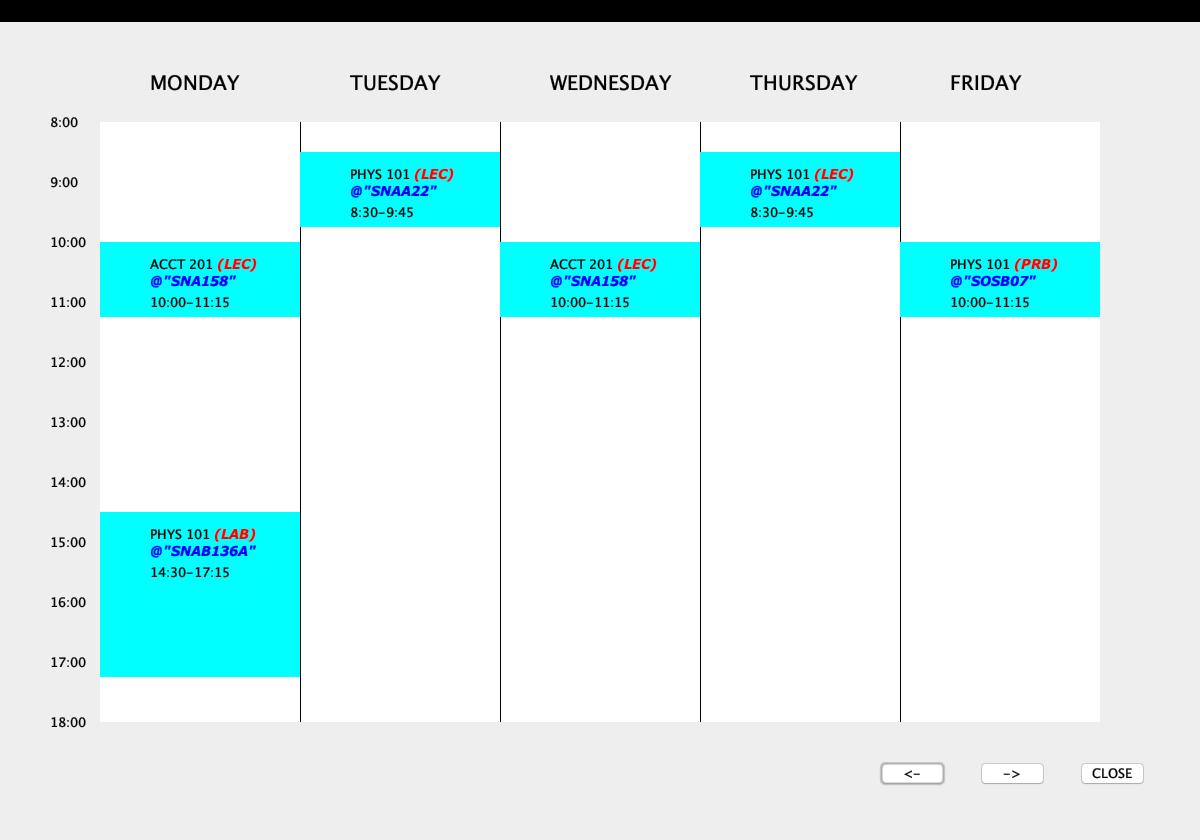 MONDAY TUESDAY WEDNESDAY THURSDAY FRIDAY
8:00
PHYS 101 (LEC)
@"SNAA22"
8:30-9:45
PHYS 101 (LEC)
@"SNAA22"
8:30-9:45
9:00
10:00
ACCT 201 (LEC)
@"SNA158"
10:00-11:15
ACCT 201 (LEC)
@"SNA158"
10:00-11:15
PHYS 101 (PRB)
@"SOSB07"
10:00-11:15
11:00
12:00
13:00
14:00
PHYS 101 (LAB)
@"SNAB136A"
14:30-17:15
15:00
16:00
17:00
18:00
<- -> CLOSE